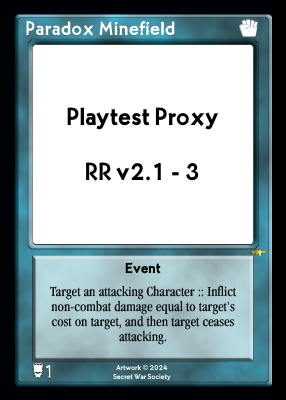 Paradox Minefield
Playtest Proxy
RR v2.1 - 3
Event
Target an attacking Character :: Inflict
non-combat damage equal to target's
cost on target, and then target ceases
attacking.
1
Artwork © 2024
Secret War Society